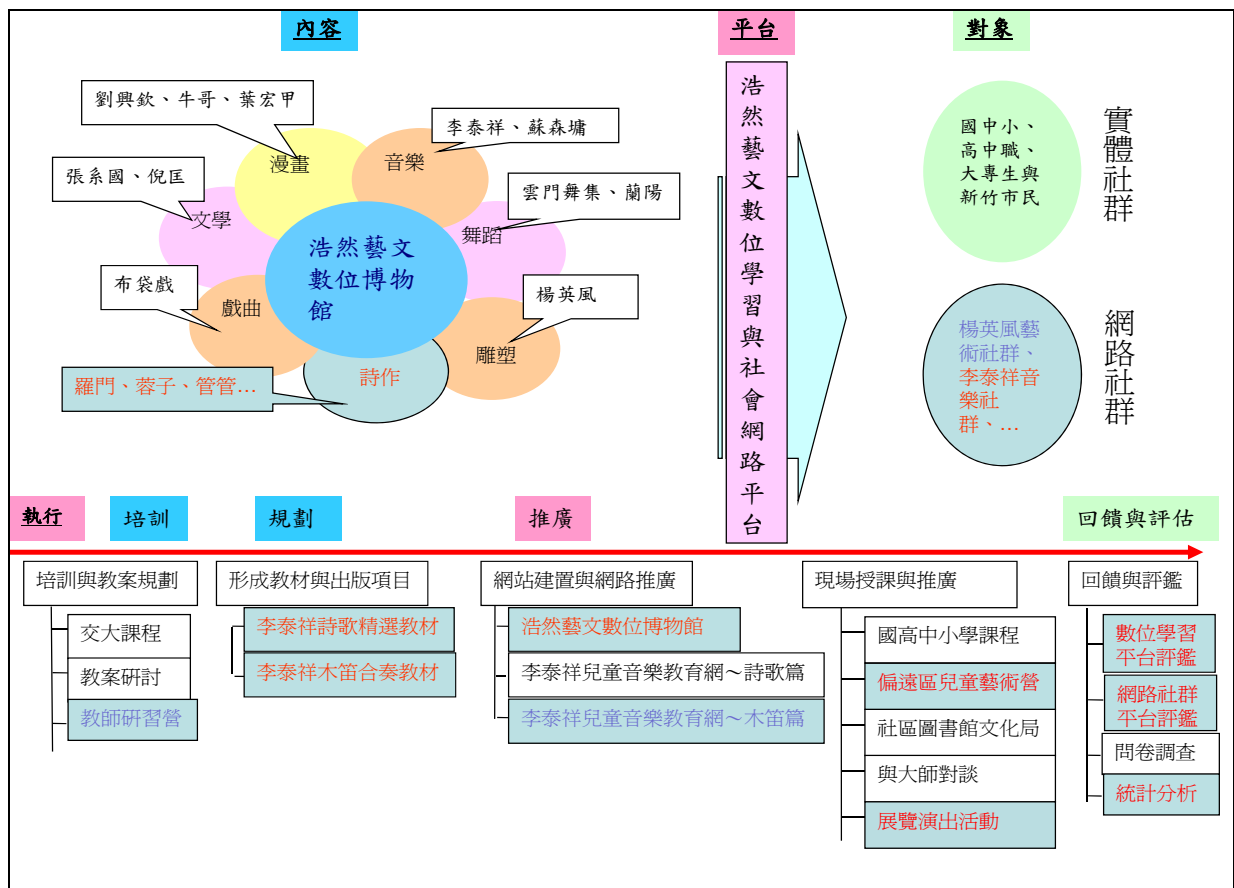 內容
平台
對象
劉興欽、牛哥、葉宏甲
李泰祥、蘇森墉
張系國、倪匡
雲門舞集、蘭陽
布袋戲
楊英風
羅門、蓉子、管管…
漫畫
音樂
文學
舞蹈
戲曲
雕塑
詩作
浩然藝文
數位博物
館
浩然藝文數位學習與社會網路平台
國中小、
高中職、
大專生與
新竹市民
實體社群
楊英風藝
術社群、
李泰祥音
樂社
群、…
網路社群
執行
培訓
規劃
推廣
回饋與評估
培訓與教案規劃
交大課程
教案研討
教師研習營
形成教材與出版項目
李泰祥詩歌精選教材
李泰祥木笛合奏教材
網站建置與網路推廣
浩然藝文數位博物館
李泰祥兒童音樂教育網～詩歌篇
李泰祥兒童音樂教育網～木笛篇
現場授課與推廣
國高中小學課程
偏遠區兒童藝術營
社區圖書館文化局
與大師對談
展覽演出活動
回饋與評鑑
數位學習
平台評鑑
網路社群
平台評鑑
問卷調查
統計分析